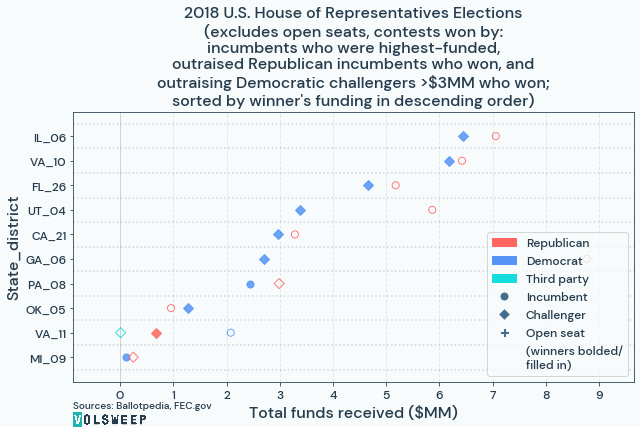 2018 U.S. House of Representatives Elections
(excludes open seats, contests won by:
incumbents who were highest-funded,
outraised Republican incumbents who won, and
outraising Democratic challengers >$3MM who won;
sorted by winner's funding in descending order)
State_district
IL_06
VA_10
FL_26
UT_04
CA_21
GA_06
PA_08
OK_05
VA_11
MI_09
Republican
Democrat
Third party
Incumbent
Challenger
Open seat
(winners bolded/
filled in)
0 1 2 3 4 5 6 7 8 9
Total funds received ($MM)
Sources: Ballotpedia, FEC.gov
VOLSWEEP